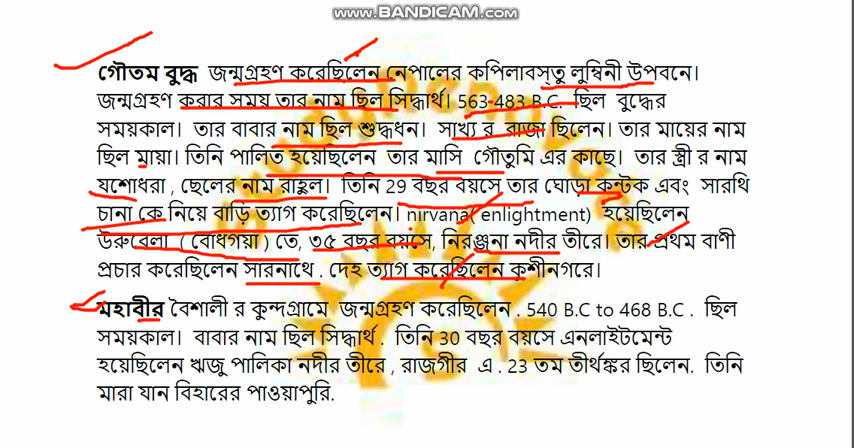 www.BANDICAM.com
গৌতম বুদ্ধ জন্মগ্রহণ করেছিলেন নেপালের কপিলাবস্তু লুম্বিনী উপবনে।
জন্মগ্রহণ করার সময় তার নাম ছিল সিদ্ধার্থ। 563-483 B.C. ছিল বুদ্ধের
সময়কাল। তার বাবার নাম ছিল শুদ্ধধন। সাখ্য র রাজা ছিলেন। তার মায়ের নাম
ছিল মায়া। তিনি পালিত হয়েছিলেন তার মাসি গৌতুমি এর কাছে। তার স্ত্রী র নাম
যশোধরা , ছেলের নাম রাহুল। তিনি 29 বছর বয়সে তার ঘোড়া কন্টক এবং সারথি
চানা কে নিয়ে বাড়ি ত্যাগ করেছিলেন। nirvana( enlightment) হয়েছিলেন
উরুবেলা ( বোধগয়া) তে, ৩৫ বছর বয়সে, নিরঞ্জনা নদীর তীরে। তার প্রথম বাণী
প্রচার করেছিলেন সারনাথে . দেহ ত্যাগ করেছিলেন কুশীনগরে।
মহাবীর বৈশালী র কুন্দগ্রামে জন্মগ্রহণ করেছিলেন . 540 B.C to 468 B.C . ছিল
সময়কাল। বাবার নাম ছিল সিদ্ধার্থ . তিনি 30 বছর বয়সে এনলাইটমেন্ট
হয়েছিলেন ঋজু পালিকা নদীর তীরে , রাজগীর এ . 23 তম তীর্থঙ্কর ছিলেন. তিনি
মারা যান বিহারের পাওয়াপুরি.